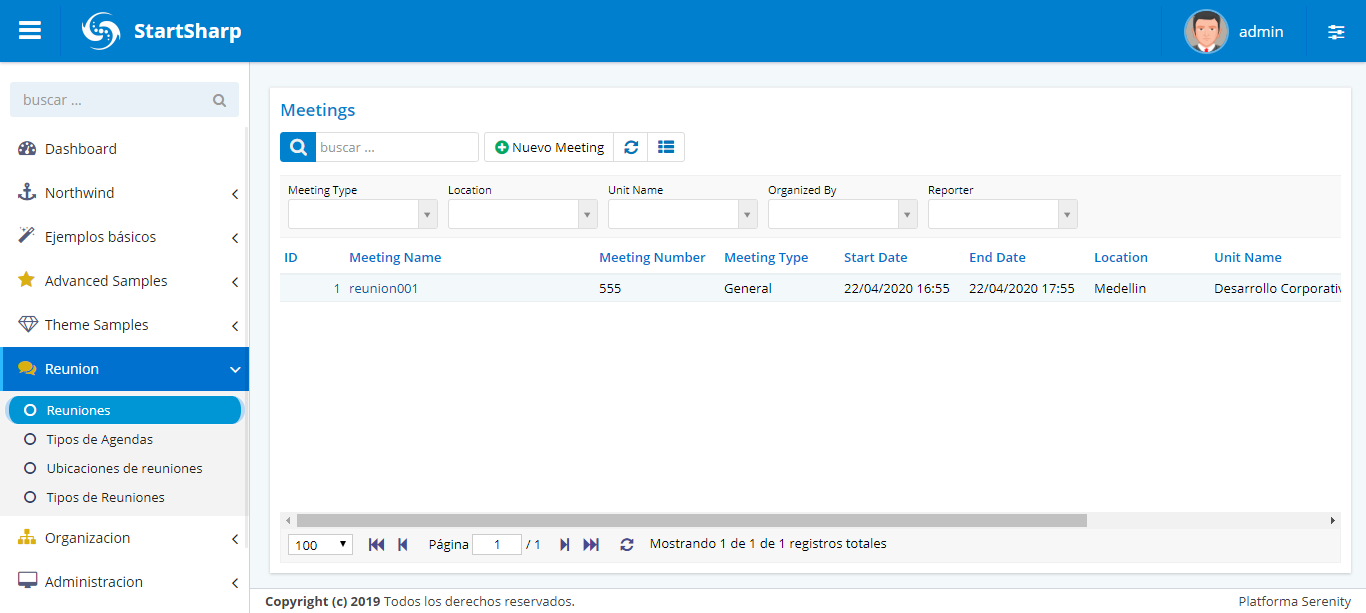 StartSharp
admin
buscar ...
Dashboard
Northwind
Ejemplos básicos
Advanced Samples
Theme Samples
Reunion
Reuniones
Tipos de Agendas
Ubicaciones de reuniones
Tipos de Reuniones
Organizacion
Administracion
Meetings
buscar ...
Nuevo Meeting
Meeting Type Location Unit Name Organized By Reporter
ID Meeting Name Meeting Number Meeting Type Start Date End Date Location Unit Name
1 reunion001 555 General 22/04/2020 16:55 22/04/2020 17:55 Medellin Desarrollo Corporativ
100 Página 1 / 1 Mostrando 1 de 1 de 1 registros totales
Copyright (c) 2019 Todos los derechos reservados. Platforma Serenity